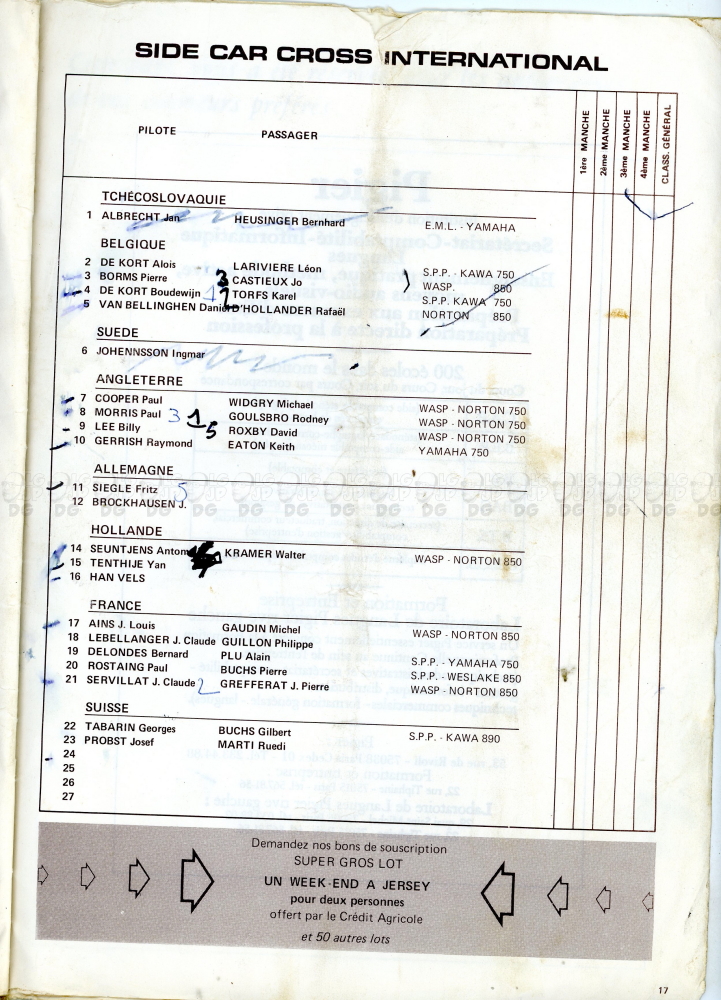 SIDE CAR CROSS INTERNATIONAL
PILOTE PASSAGER 1ère MANCHE 2ème MANCHE 3ème MANCHE 4ème MANCHE CLASS. GÉNÉRAL
TCHÉCOSLOVAQUIE
1 ALBRECHT Jan HEUSINGER Bernhard E.M.L. - YAMAHA
BELGIQUE
2 DE KORT Alois LARIVIERE Léon S.P.P. - KAWA 750
3 BORMS Pierre 3 CASTIEUX Jo WASP. 850
4 DE KORT Boudewijn 1 2 TORFS Karel S.P.P. KAWA 750
5 VAN BELLINGHEN Daniel D'HOLLANDER Rafaël NORTON 850
SUEDE
6 JOHENNSSON Ingmar
ANGLETERRE
7 COOPER Paul WIDGRY Michael WASP - NORTON 750
8 MORRIS Paul 3 1 GOULSBRO Rodney WASP - NORTON 750
9 LEE Billy 5 ROXBY David WASP - NORTON 750
10 GERRISH Raymond EATON Keith YAMAHA 750
ALLEMAGNE
11 SIEGLE Fritz 5
12 BROCKHAUSEN J.
HOLLANDE
14 SEUNTJENS Antom KRAMER Walter WASP - NORTON 850
15 TENTHIJE Yan
16 HAN VELS
FRANCE
17 AINS J. Louis GAUDIN Michel WASP - NORTON 850
18 LEBELLANGER J. Claude GUILLON Philippe
19 DELONDES Bernard PLU Alain S.P.P. - YAMAHA 750
20 ROSTAING Paul BUCHS Pierre S.P.P. - WESLAKE 850
21 SERVILLAT J. Claude 2 GREFFERAT J. Pierre WASP - NORTON 850
SUISSE
22 TABARIN Georges BUCHS Gilbert S.P.P. - KAWA 890
23 PROBST Josef MARTI Ruedi
24
25
26
27
Demandez nos bons de souscription
SUPER GROS LOT
UN WEEK-END A JERSEY
pour deux personnes
offert par le Crédit Agricole
et 50 autres lots
17